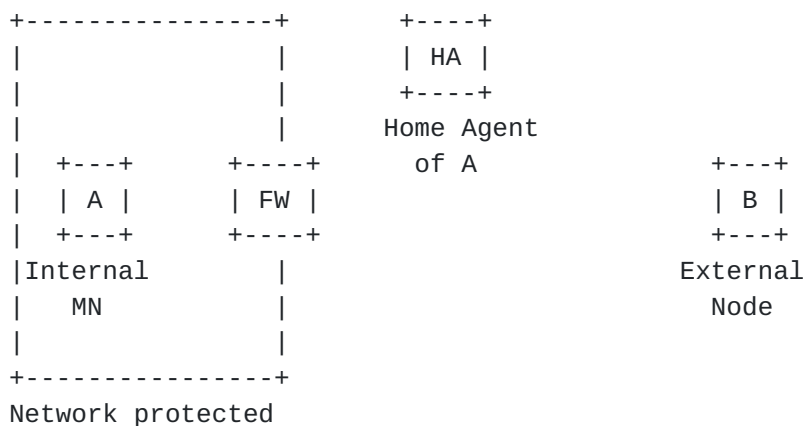 +----------------+       +----+
|                |       | HA |
|                |       +----+
|                |      Home Agent
|  +---+      +----+      of A               +---+
|  | A |      | FW |                         | B |
|  +---+      +----+                         +---+
|Internal        |                         External
|   MN           |                           Node
|                |
+----------------+
Network protected